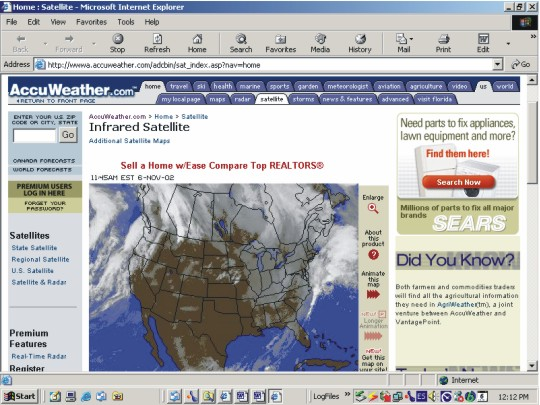 Home : Satellite - Microsoft Internet Explorer
File Edit View Favorites Tools Help
Back Forward Stop Refresh Home Search Favorites Media History Mail Print Edit
Address http://wwwa.accuweather.com/adcbin/sat_index.asp?nav=home Go
AccuWeather.com
home travel ski health marine sports garden meteorologist aviation agriculture video us world
RETURN TO FRONT PAGE
my local page maps radar satellite storms news & features advanced visit florida
ENTER YOUR U.S. ZIP
CODE OR CITY, STATE
Go
CANADA FORECASTS
WORLD FORECASTS
PREMIUM USERS
LOG IN HERE
FORGET YOUR
PASSWORD?
Satellites
State Satellite
Regional Satellite
U.S. Satellite
Satellite & Radar
Premium
Features
Real-Time Radar
Register
AccuWeather.com > Home > Satellite
Infrared Satellite
Additional Satellite Maps
Sell a Home w/Ease Compare Top REALTORS®
11:45AM EST 6-NOV-02
Enlarge
About
this
product
?
Animate
this
map
NEW!
Longer
Animation
NEW!
Get this
map on
your site!
Need parts to fix appliances,
lawn equipment and more?
Find them here!
Search Now
Millions of parts to fix all major
brands
SEARS
Did You Know?
Both farmers and commodities traders
will find all the agricultural information
they need in AgriWeather(tm), a joint
venture between AccuWeather and
VantagePoint.
Internet
Start
LogFiles
ES
12:12 PM